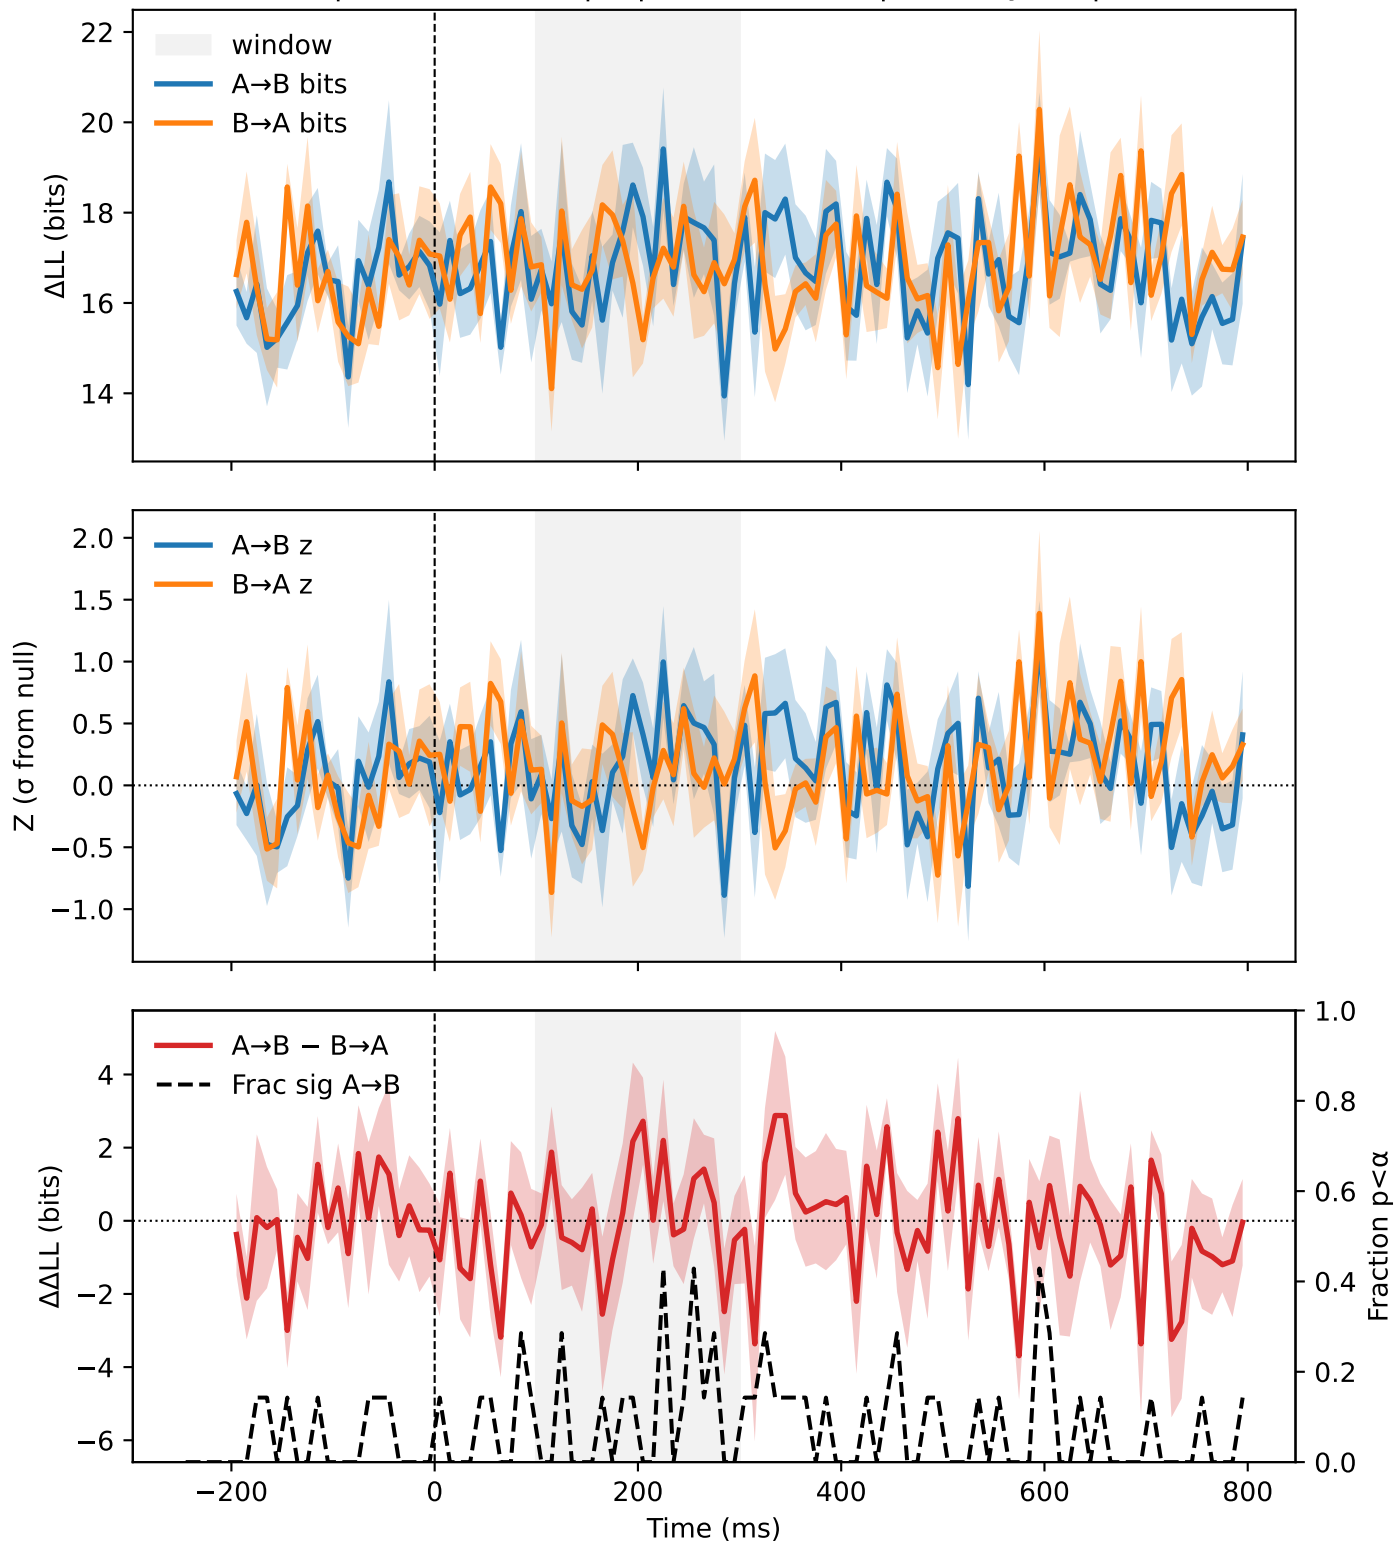 22
20
18
16
14
ΔLL (bits)
window
A→B bits
B→A bits
2.0
1.5
1.0
0.5
0.0
−0.5
−1.0
Z (σ from null)
A→B z
B→A z
4
2
0
−2
−4
−6
ΔΔLL (bits)
A→B − B→A
Frac sig A→B
1.0
0.8
0.6
0.4
0.2
0.0
Fraction p<α
−200 0 200 400 600 800
Time (ms)